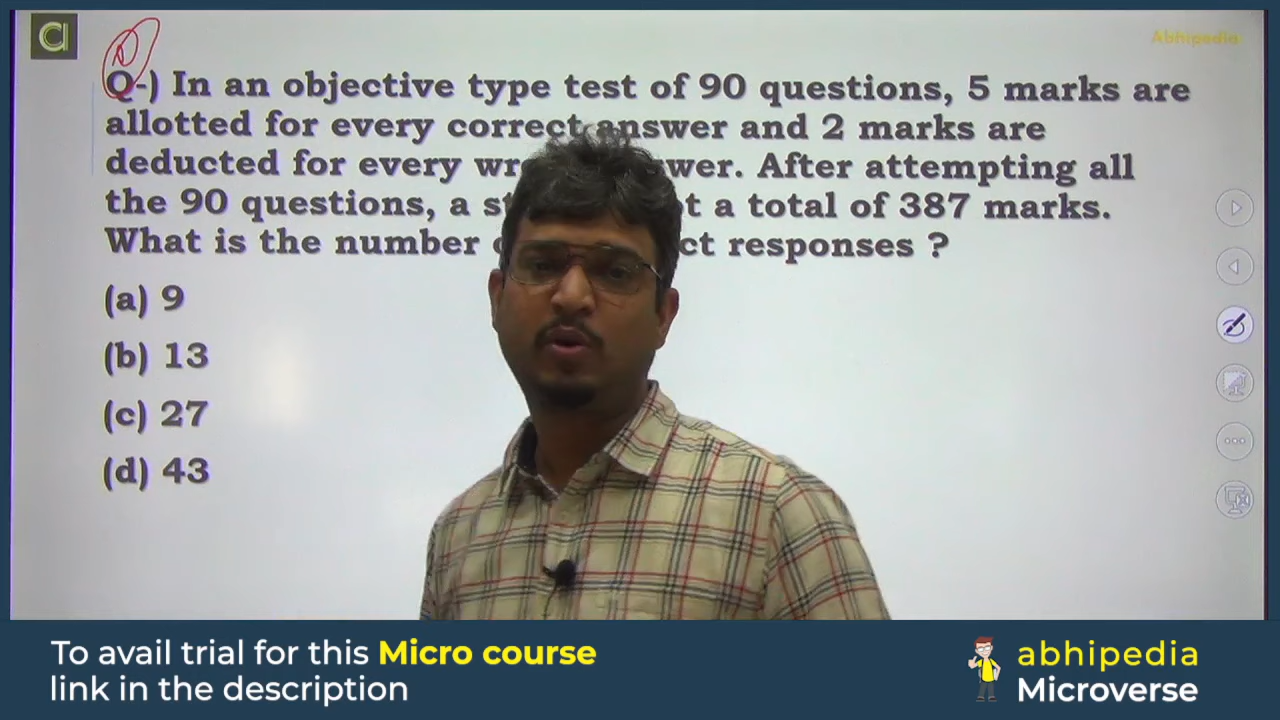 CI
Abhipedia
Q-) In an objective type test of 90 questions, 5 marks are
allotted for every correct answer and 2 marks are
deducted for every wr wer. After attempting all
the 90 questions, a s t a total of 387 marks.
What is the number ct responses ?
(a) 9
(b) 13
(c) 27
(d) 43
To avail trial for this Micro course
link in the description
abhipedia
Microverse